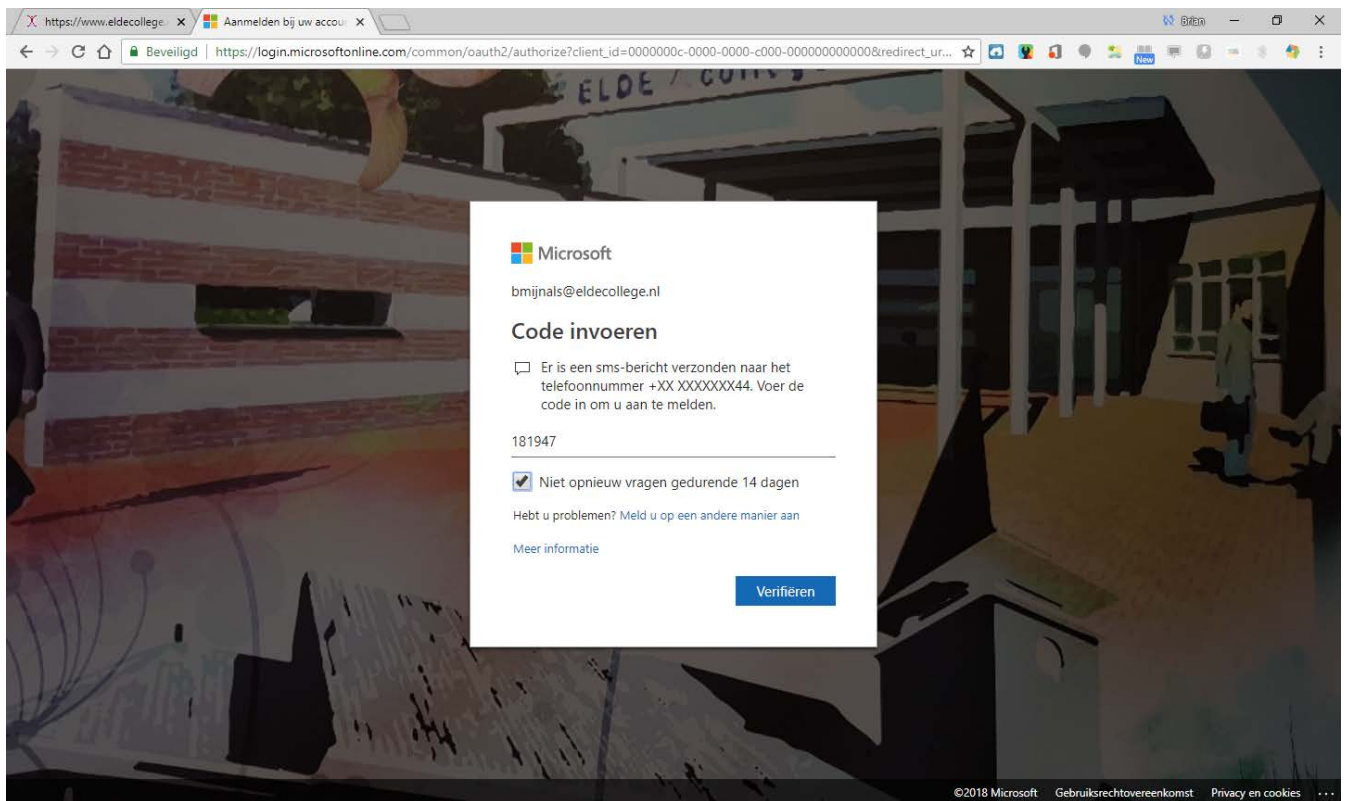 https://www.eldecollege.
Aanmelden bij uw accour
Brian
Beveiligd
https://login.microsoftonline.com/common/oauth2/authorize?client_id=0000000c-0000-0000-c000-000000000000&redirect_ur...
New
ELDE
Microsoft
bmijnals@eldecollege.nl
Code invoeren
Er is een sms-bericht verzonden naar het
telefoonnummer +XX XXXXXXX44. Voer de
code in om u aan te melden.
181947
Niet opnieuw vragen gedurende 14 dagen
Hebt u problemen? Meld u op een andere manier aan
Meer informatie
Verifiëren
©2018 Microsoft Gebruiksrechtovereenkomst Privacy en cookies ...